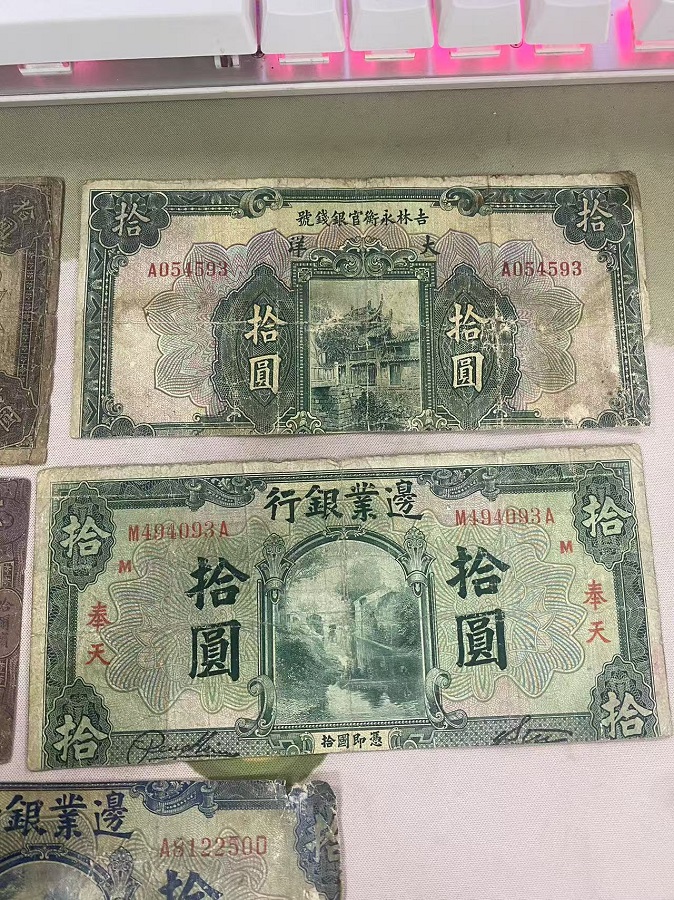 吉林永衡官銀錢號
大洋
拾 拾
A054593 A054593
拾圓 拾圓
邊業銀行
拾 拾
M494093A M494093A
M M
拾圓 拾圓
奉天 奉天
拾 拾
憑即國拾
邊業銀
A812250D
拾